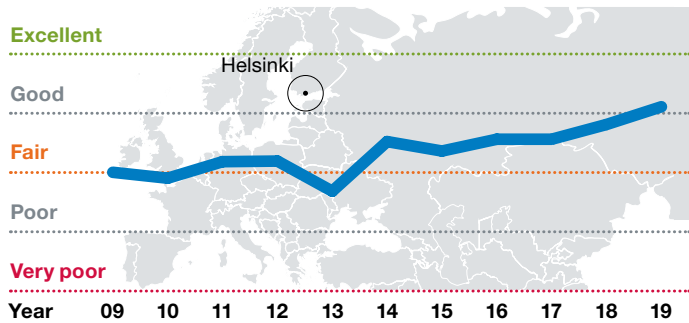 Excellent
Helsinki
Good
Fair
Poor
Very poor
Year 09 10 11 12 13 14 15 16 17 18 19